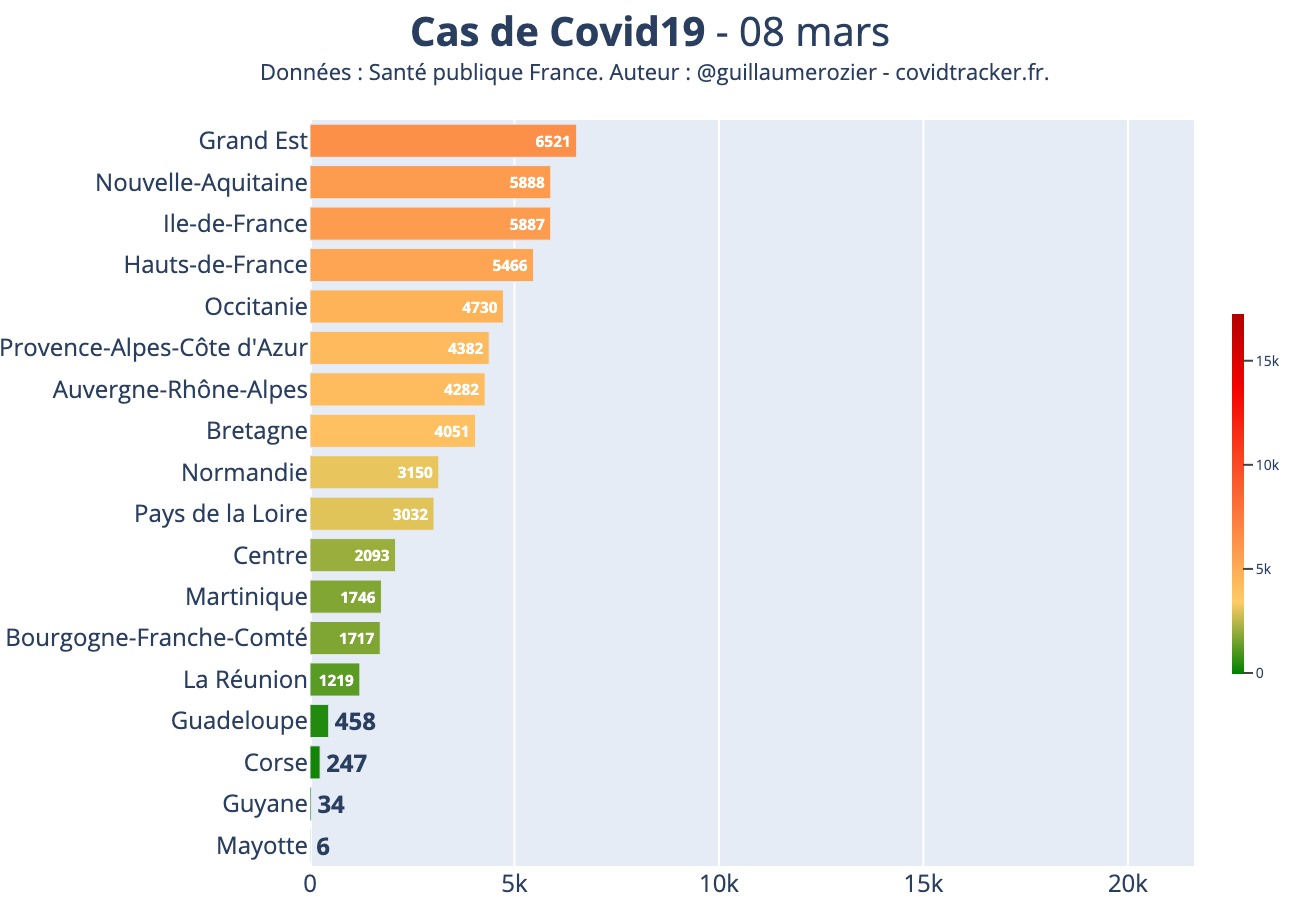 Cas de Covid19 - 08 mars
Données : Santé publique France. Auteur : @guillaumerozier - covidtracker.fr.
Grand Est 6521
Nouvelle-Aquitaine 5888
Ile-de-France 5887
Hauts-de-France 5466
Occitanie 4730
Provence-Alpes-Côte d'Azur 4382
Auvergne-Rhône-Alpes 4282
Bretagne 4051
Normandie 3150
Pays de la Loire 3032
Centre 2093
Martinique 1746
Bourgogne-Franche-Comté 1717
La Réunion 1219
Guadeloupe 458
Corse 247
Guyane 34
Mayotte 6
0 5k 10k 15k 20k
15k
10k
5k
0